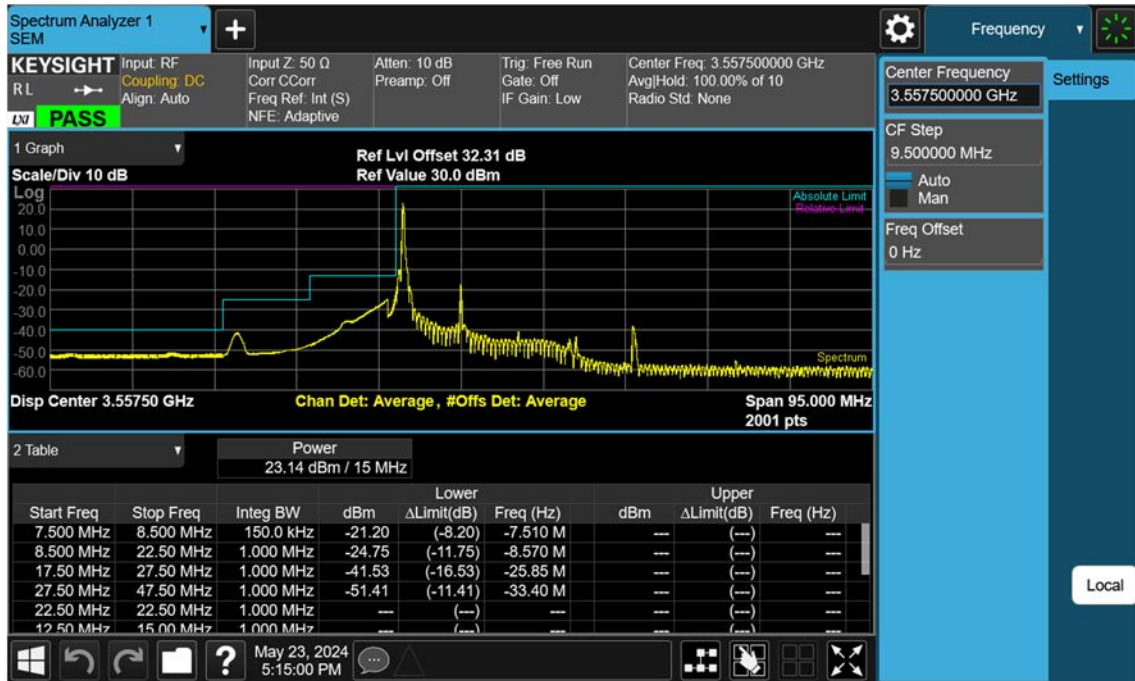 Spectrum Analyzer 1
SEM
+
Frequency
KEYSIGHT
RL
LXI PASS
Input: RF
Coupling: DC
Align: Auto
Input Z: 50 Ω
Corr CCorr
Freq Ref: Int (S)
NFE: Adaptive
Atten: 10 dB
Preamp: Off
Trig: Free Run
Gate: Off
IF Gain: Low
Center Freq: 3.557500000 GHz
Avg|Hold: 100.00% of 10
Radio Std: None
Center Frequency
3.557500000 GHz
Settings
CF Step
9.500000 MHz
Auto
Man
Freq Offset
0 Hz
Local
1 Graph
Scale/Div 10 dB
Ref Lvl Offset 32.31 dB
Ref Value 30.0 dBm
Log
Absolute Limit
Relative Limit
20.0
10.0
0.00
-10.0
-20.0
-30.0
-40.0
-50.0
-60.0
Spectrum
Disp Center 3.55750 GHz
Chan Det: Average, #Offs Det: Average
Span 95.000 MHz
2001 pts
2 Table
Power
23.14 dBm / 15 MHz
Lower Upper
Start Freq Stop Freq Integ BW dBm ΔLimit(dB) Freq (Hz) dBm ΔLimit(dB) Freq (Hz)
7.500 MHz 8.500 MHz 150.0 kHz -21.20 (-8.20) -7.510 M --- (---) ---
8.500 MHz 22.50 MHz 1.000 MHz -24.75 (-11.75) -8.570 M --- (---) ---
17.50 MHz 27.50 MHz 1.000 MHz -41.53 (-16.53) -25.85 M --- (---) ---
27.50 MHz 47.50 MHz 1.000 MHz -51.41 (-11.41) -33.40 M --- (---) ---
22.50 MHz 22.50 MHz 1.000 MHz --- (---) --- --- (---) ---
12.50 MHz 15.00 MHz 1.000 MHz --- (---) --- --- (---) ---
?
May 23, 2024
5:15:00 PM